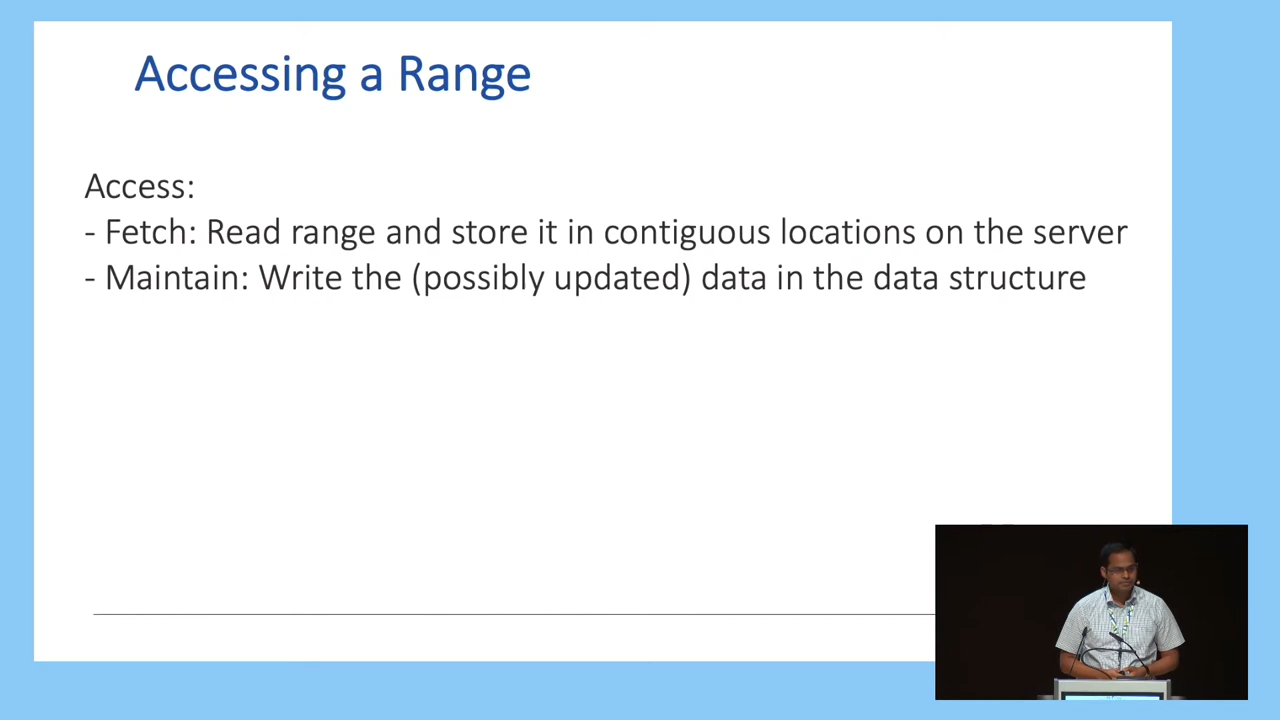 Accessing a Range
Access:
- Fetch: Read range and store it in contiguous locations on the server
- Maintain: Write the (possibly updated) data in the data structure